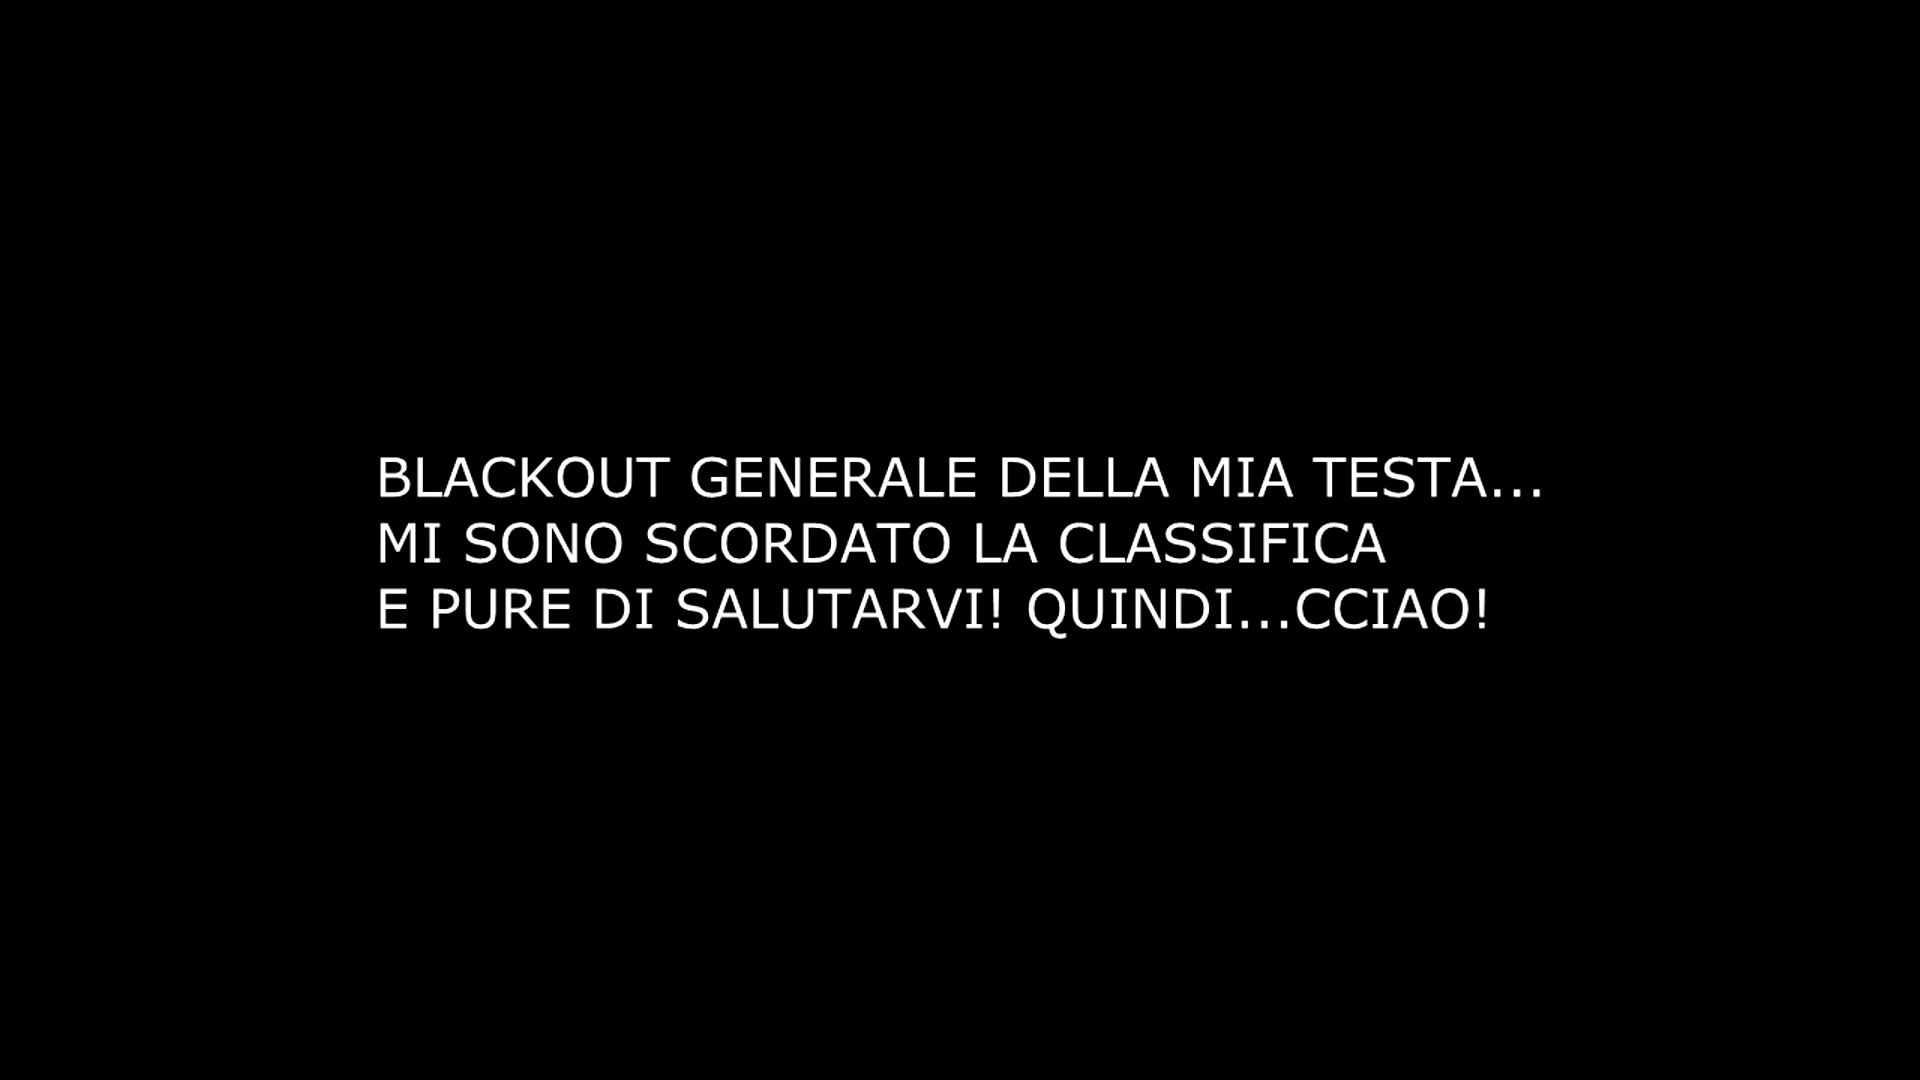 BLACKOUT GENERALE DELLA MIA TESTA...
MI SONO SCORDATO LA CLASSIFICA
E PURE DI SALUTARVI! QUINDI...CCIAO!